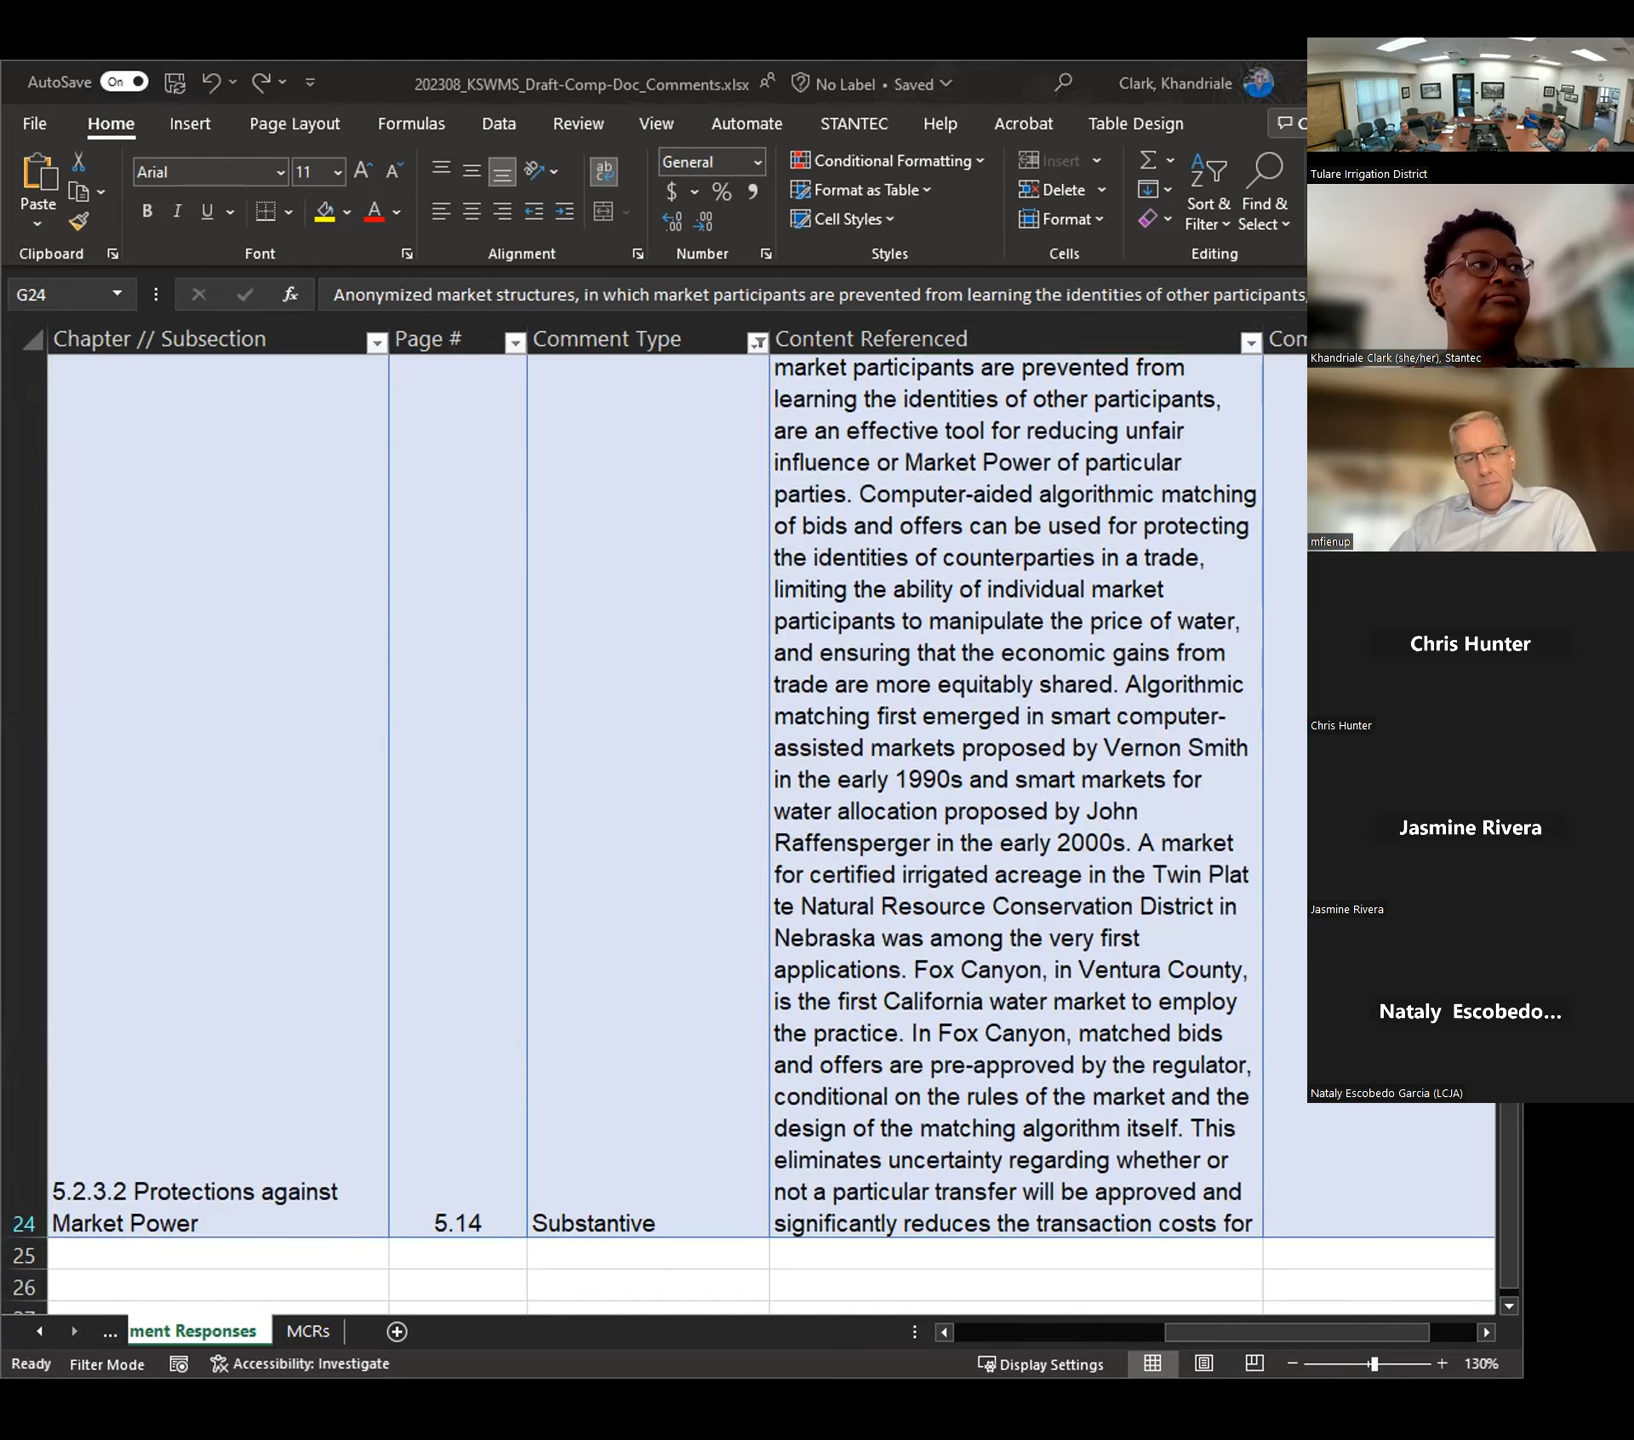 AutoSave On 202308_KSWMS_Draft-Comp-Doc_Comments.xlsx No Label • Saved Clark, Khandriale
File Home Insert Page Layout Formulas Data Review View Automate STANTEC Help Acrobat Table Design
Paste
Arial 11
B I U
ab
General
$ % 9
Conditional Formatting
Format as Table
Cell Styles
Insert
Delete
Format
Sort & Filter
Find & Select
Clipboard Font Alignment Number Styles Cells Editing
G24 fx Anonymized market structures, in which market participants are prevented from learning the identities of other participants,
Chapter // Subsection Page # Comment Type Content Referenced Com
market participants are prevented from
learning the identities of other participants,
are an effective tool for reducing unfair
influence or Market Power of particular
parties. Computer-aided algorithmic matching
of bids and offers can be used for protecting
the identities of counterparties in a trade,
limiting the ability of individual market
participants to manipulate the price of water,
and ensuring that the economic gains from
trade are more equitably shared. Algorithmic
matching first emerged in smart computer-
assisted markets proposed by Vernon Smith
in the early 1990s and smart markets for
water allocation proposed by John
Raffensperger in the early 2000s. A market
for certified irrigated acreage in the Twin Plat
te Natural Resource Conservation District in
Nebraska was among the very first
applications. Fox Canyon, in Ventura County,
is the first California water market to employ
the practice. In Fox Canyon, matched bids
and offers are pre-approved by the regulator,
conditional on the rules of the market and the
design of the matching algorithm itself. This
eliminates uncertainty regarding whether or
not a particular transfer will be approved and
significantly reduces the transaction costs for
5.2.3.2 Protections against
Market Power
5.14
Substantive
24
25
26
... ment Responses MCRs
Ready Filter Mode Accessibility: Investigate Display Settings 130%
Tulare Irrigation District
Khandriale Clark (she/her), Stantec
mfienup
Chris Hunter
Chris Hunter
Jasmine Rivera
Jasmine Rivera
Nataly Escobedo...
Nataly Escobedo Garcia (LCJA)